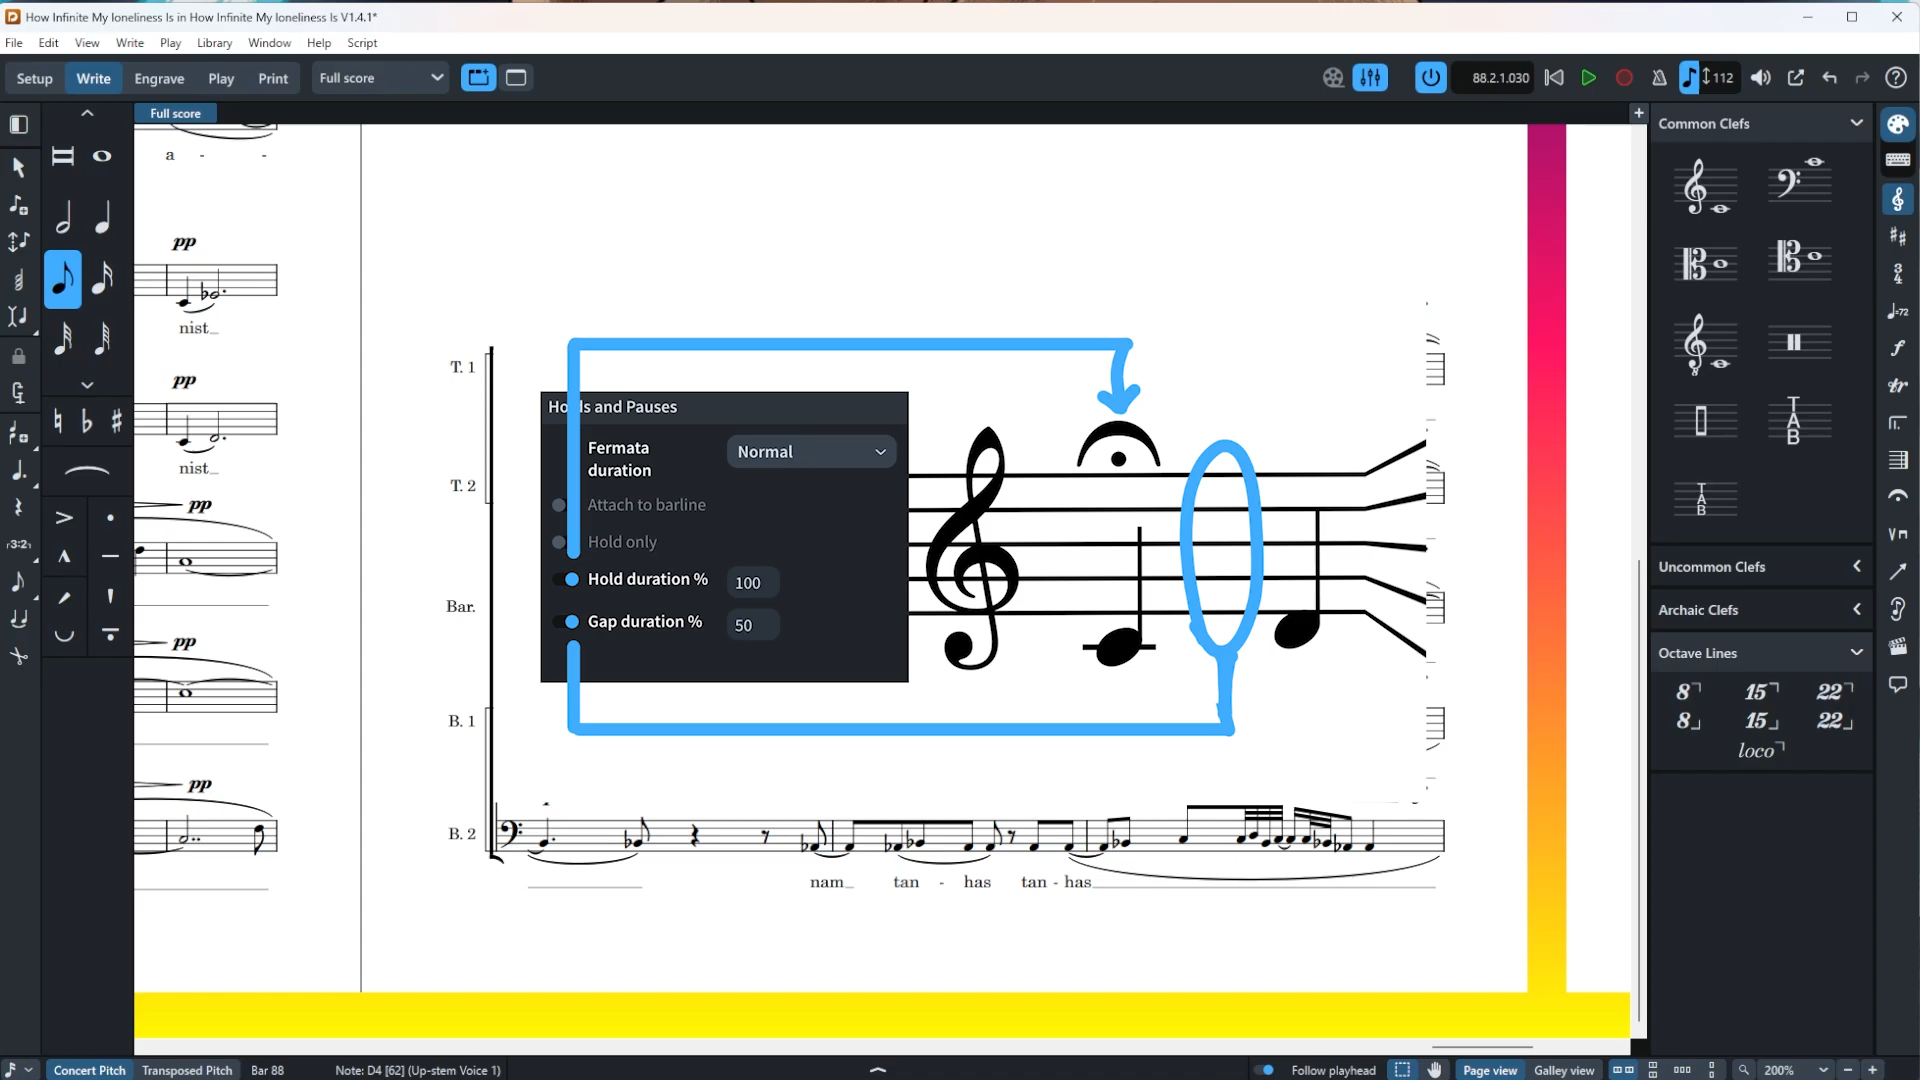 How Infinite My loneliness Is in How Infinite My loneliness Is V1.4.1*
File Edit View Write Play Library Window Help Script
Setup Write Engrave Play Print Full score 88.2.1.030 112
Full score
Common Clefs
a - -
pp
nist_
pp
nist_
pp
pp
pp
T. 1
T. 2
Bar.
B. 1
B. 2
Holds and Pauses
Fermata duration Normal
Attach to barline
Hold only
Hold duration % 100
Gap duration % 50
nam_ tan - has tan - has
Uncommon Clefs
Archaic Clefs
Octave Lines
8 15 22
8 15 22
loco
Concert Pitch Transposed Pitch Bar 88 Note: D4 [62] (Up-stem Voice 1) Follow playhead Page view Galley view 200%